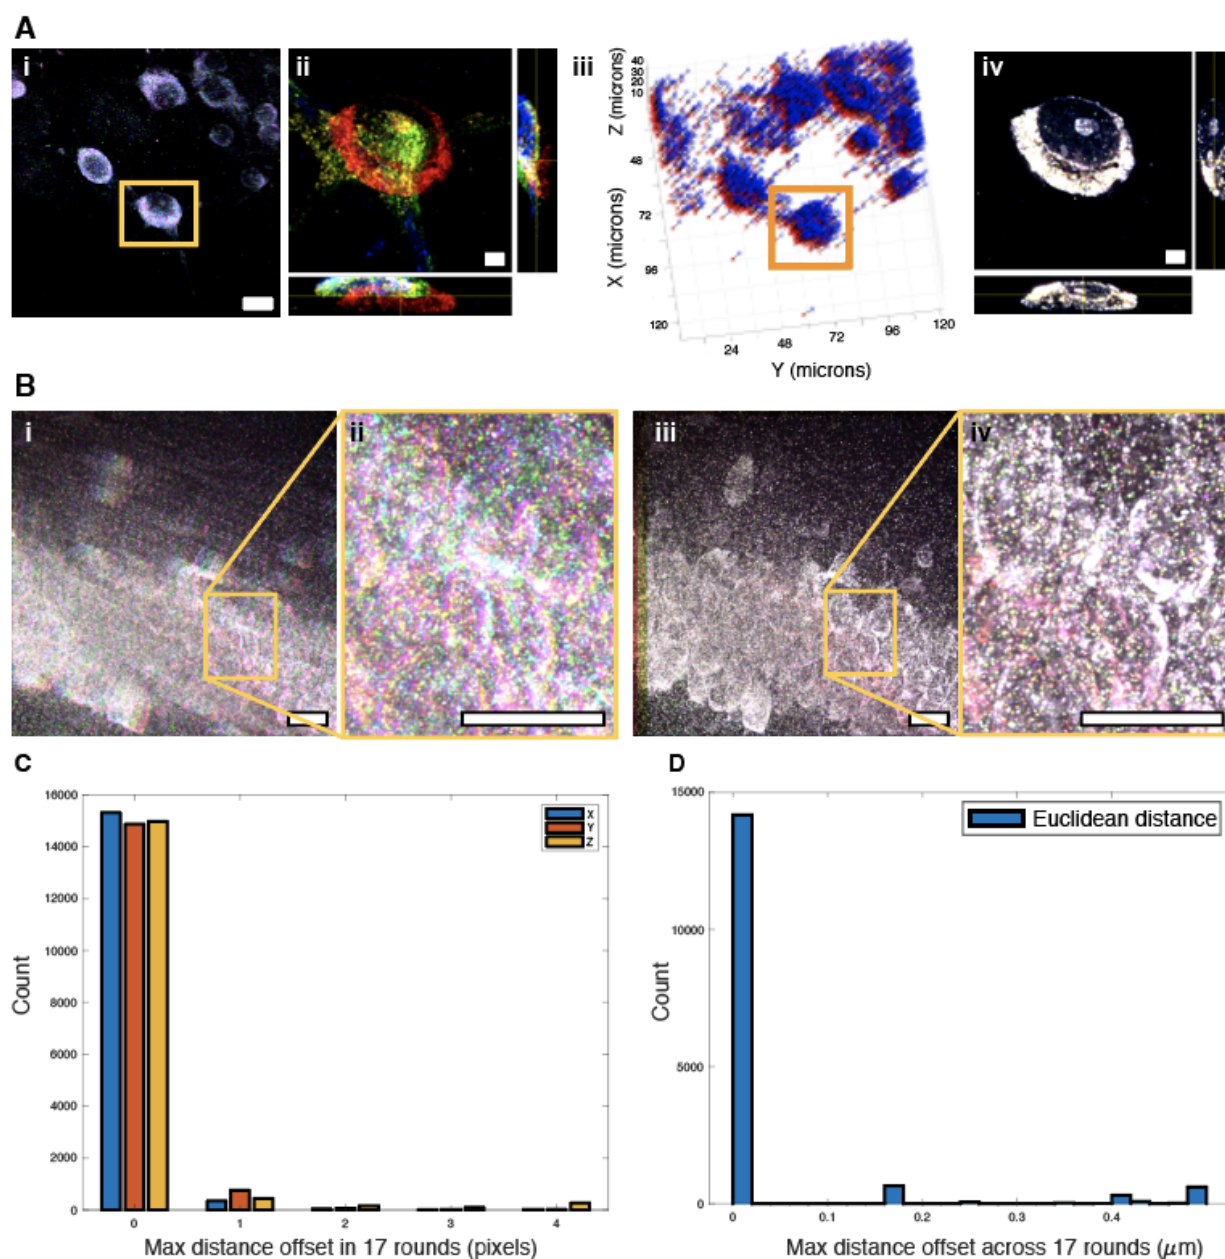 A
i
ii
iii
iv
Z (microns)
40
30
20
10
48
72
96
120
X (microns)
24
48
72
96
120
Y (microns)
B
i
ii
iii
iv
C
16000
14000
12000
10000
8000
6000
4000
2000
0
Count
X
Y
Z
0
1
2
3
4
Max distance offset in 17 rounds (pixels)
D
15000
10000
5000
0
Count
Euclidean distance
0
0.1
0.2
0.3
0.4
Max distance offset across 17 rounds (μm)